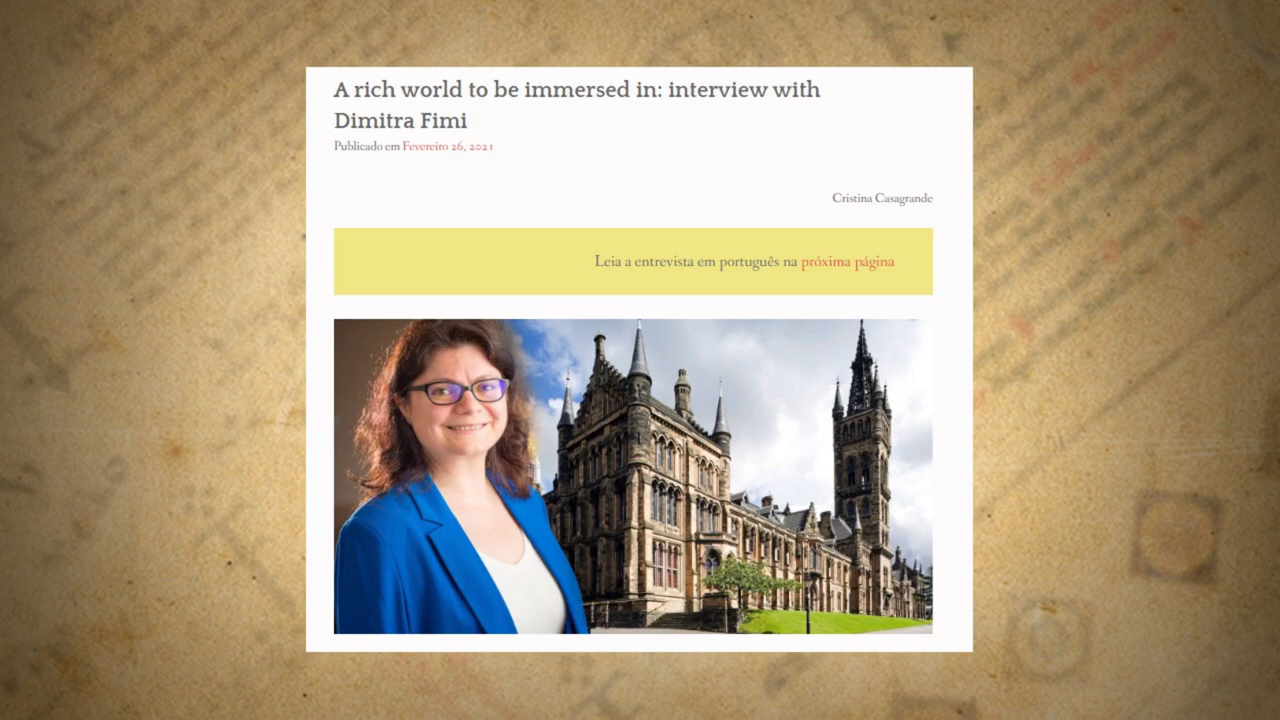 A rich world to be immersed in: interview with
Dimitra Fimi
Publicado em Fevereiro 26, 2021
Cristina Casagrande
Leia a entrevista em português na próxima página